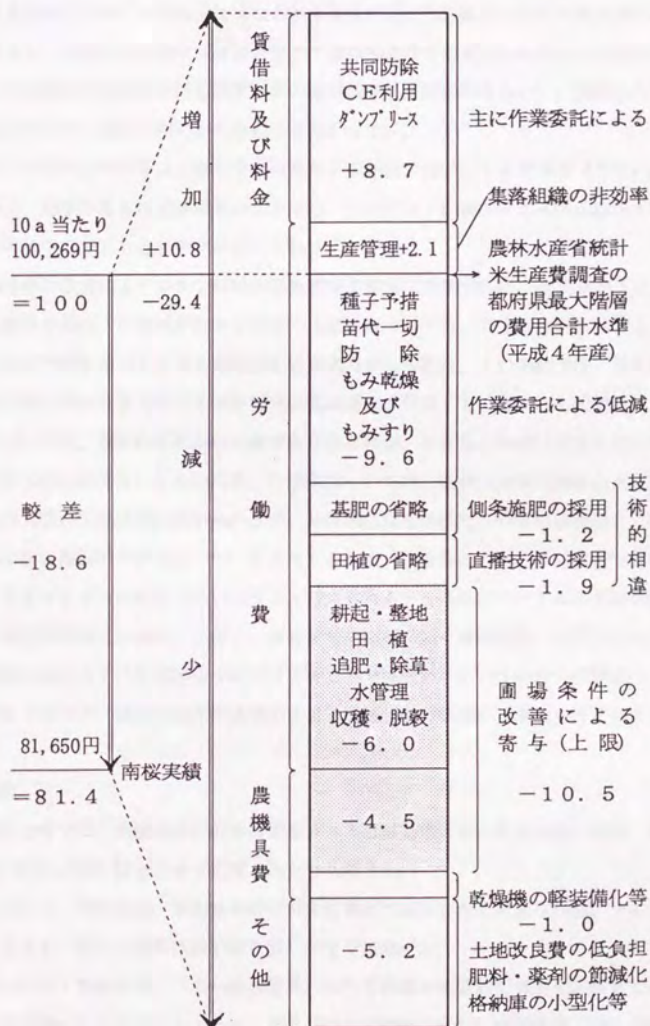 賃借料及び料金
共同防除
CE利用
ダンプリース
+8.7
主に作業委託による
増加
集落組織の非効率
10a当たり
100,269円
+10.8
生産管理+2.1
農林水産省統計
米生産費調査の
都府県最大階層
の費用合計水準
(平成4年産)
=100
-29.4
種子予措
苗代一切
防除
もみ乾燥
及び
もみすり
-9.6
作業委託による低減
労働費
減少
較差
-18.6
基肥の省略
側条施肥の採用
-1.2
田植の省略
直播技術の採用
-1.9
技術的相違
耕起・整地
田植
追肥・除草
水管理
収穫・脱穀
-6.0
圃場条件の
改善による
寄与(上限)
-10.5
81,650円
南桜実績
=81.4
農機具費
-4.5
乾燥機の軽装備化等
-1.0
その他
-5.2
土地改良費の低負担
肥料・薬剤の節減化
格納庫の小型化等